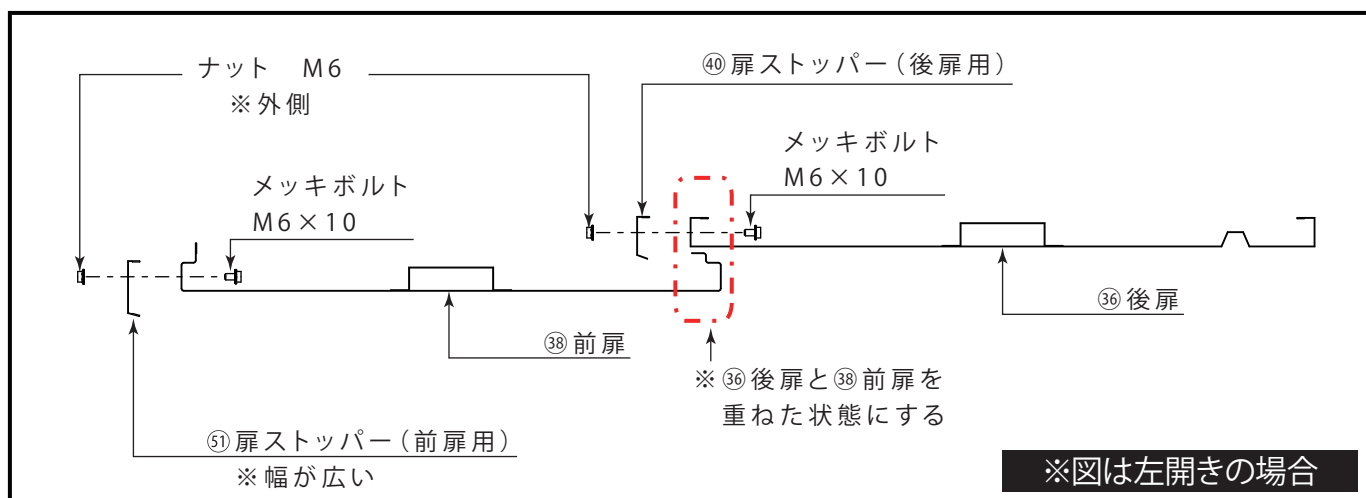 ナット M6
※外側
㊵扉ストッパー(後扉用)
メッキボルト
M6×10
メッキボルト
M6×10
㊱後扉
㊳前扉
※㊱後扉と㊳前扉を
重ねた状態にする
51扉ストッパー(前扉用)
※幅が広い
※図は左開きの場合